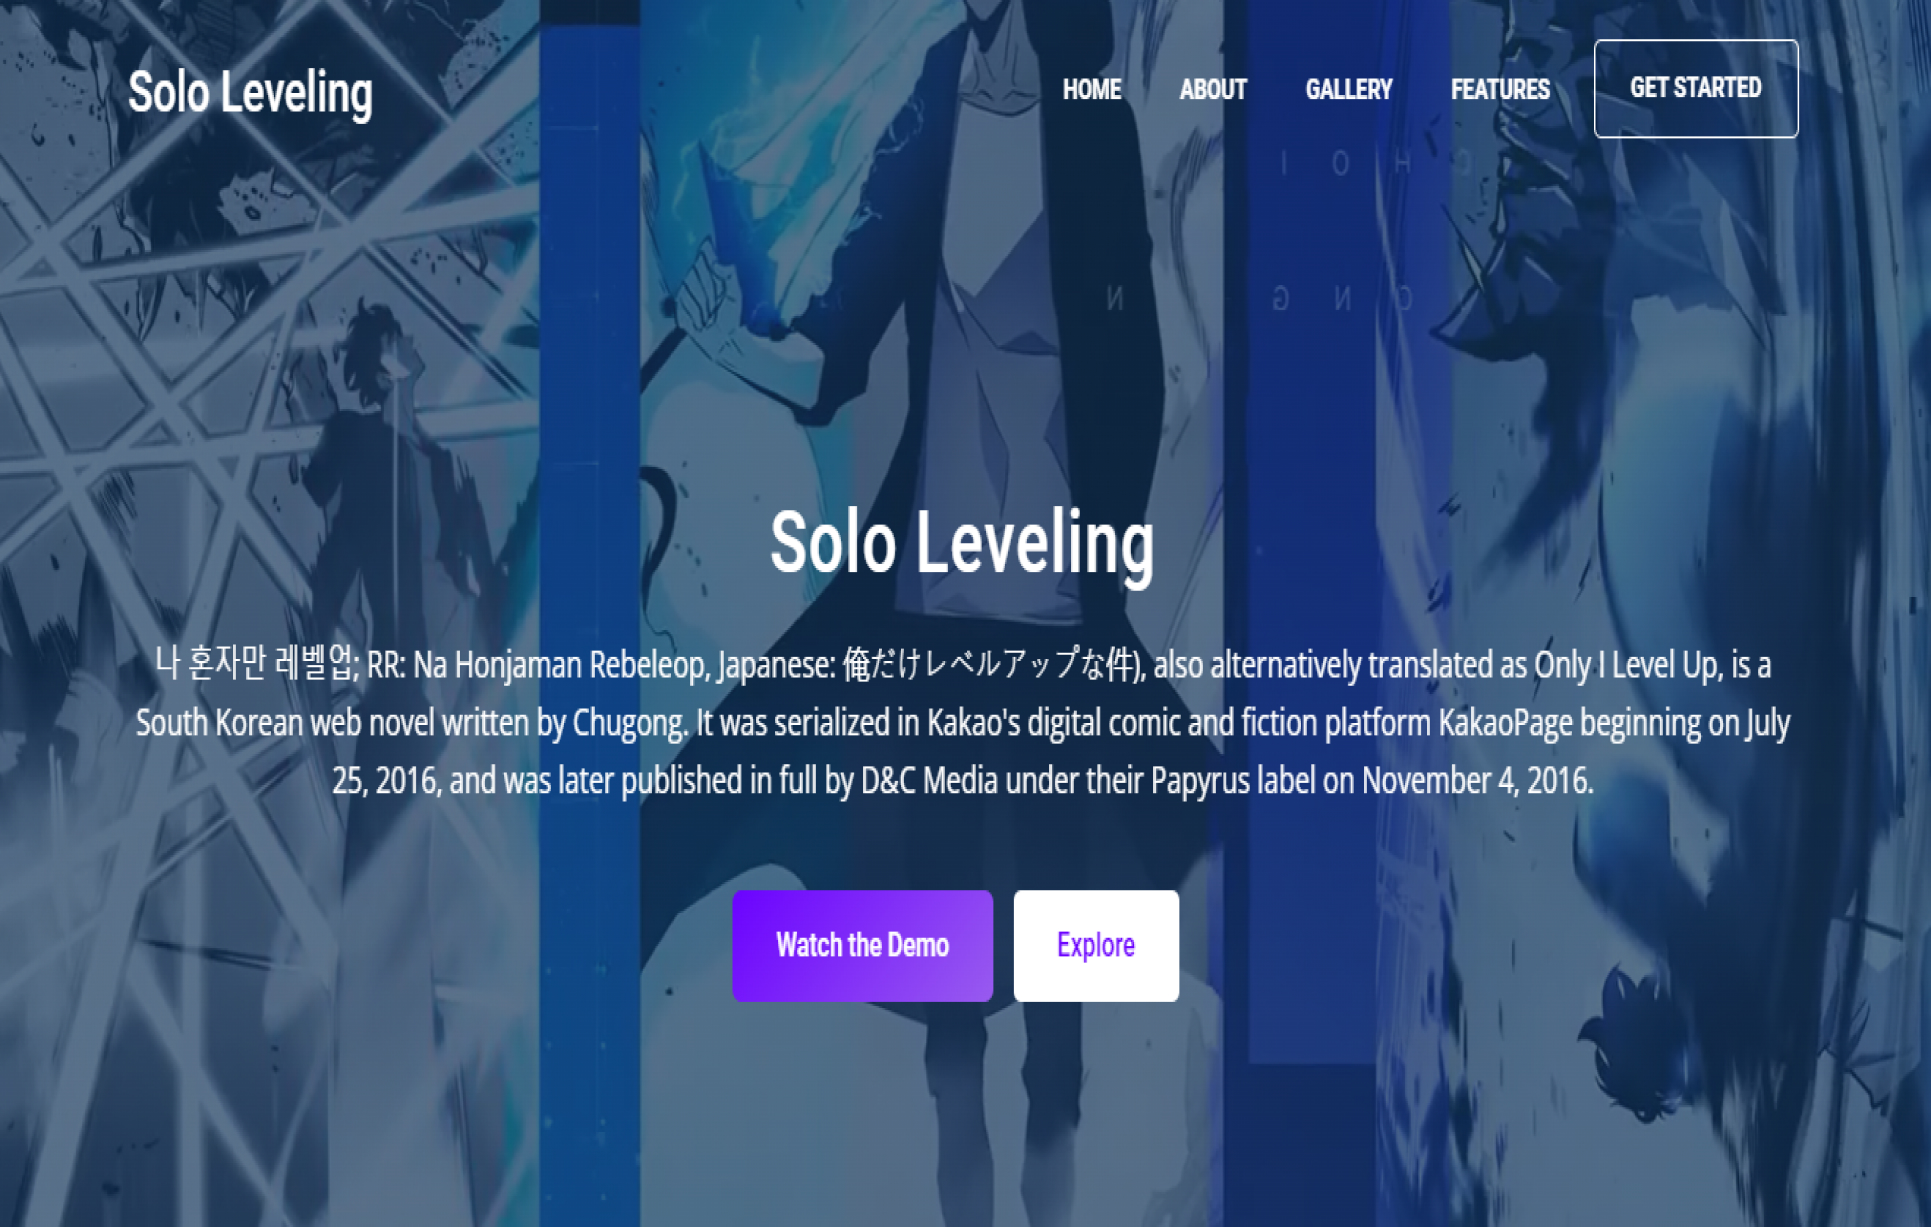 Solo Leveling
HOME ABOUT GALLERY FEATURES GET STARTED
Solo Leveling
나 혼자만 레벨업; RR: Na Honjaman Rebeleop, Japanese: 俺だけレベルアップな件), also alternatively translated as Only I Level Up, is a
South Korean web novel written by Chugong. It was serialized in Kakao's digital comic and fiction platform KakaoPage beginning on July
25, 2016, and was later published in full by D&C Media under their Papyrus label on November 4, 2016.
Watch the Demo Explore